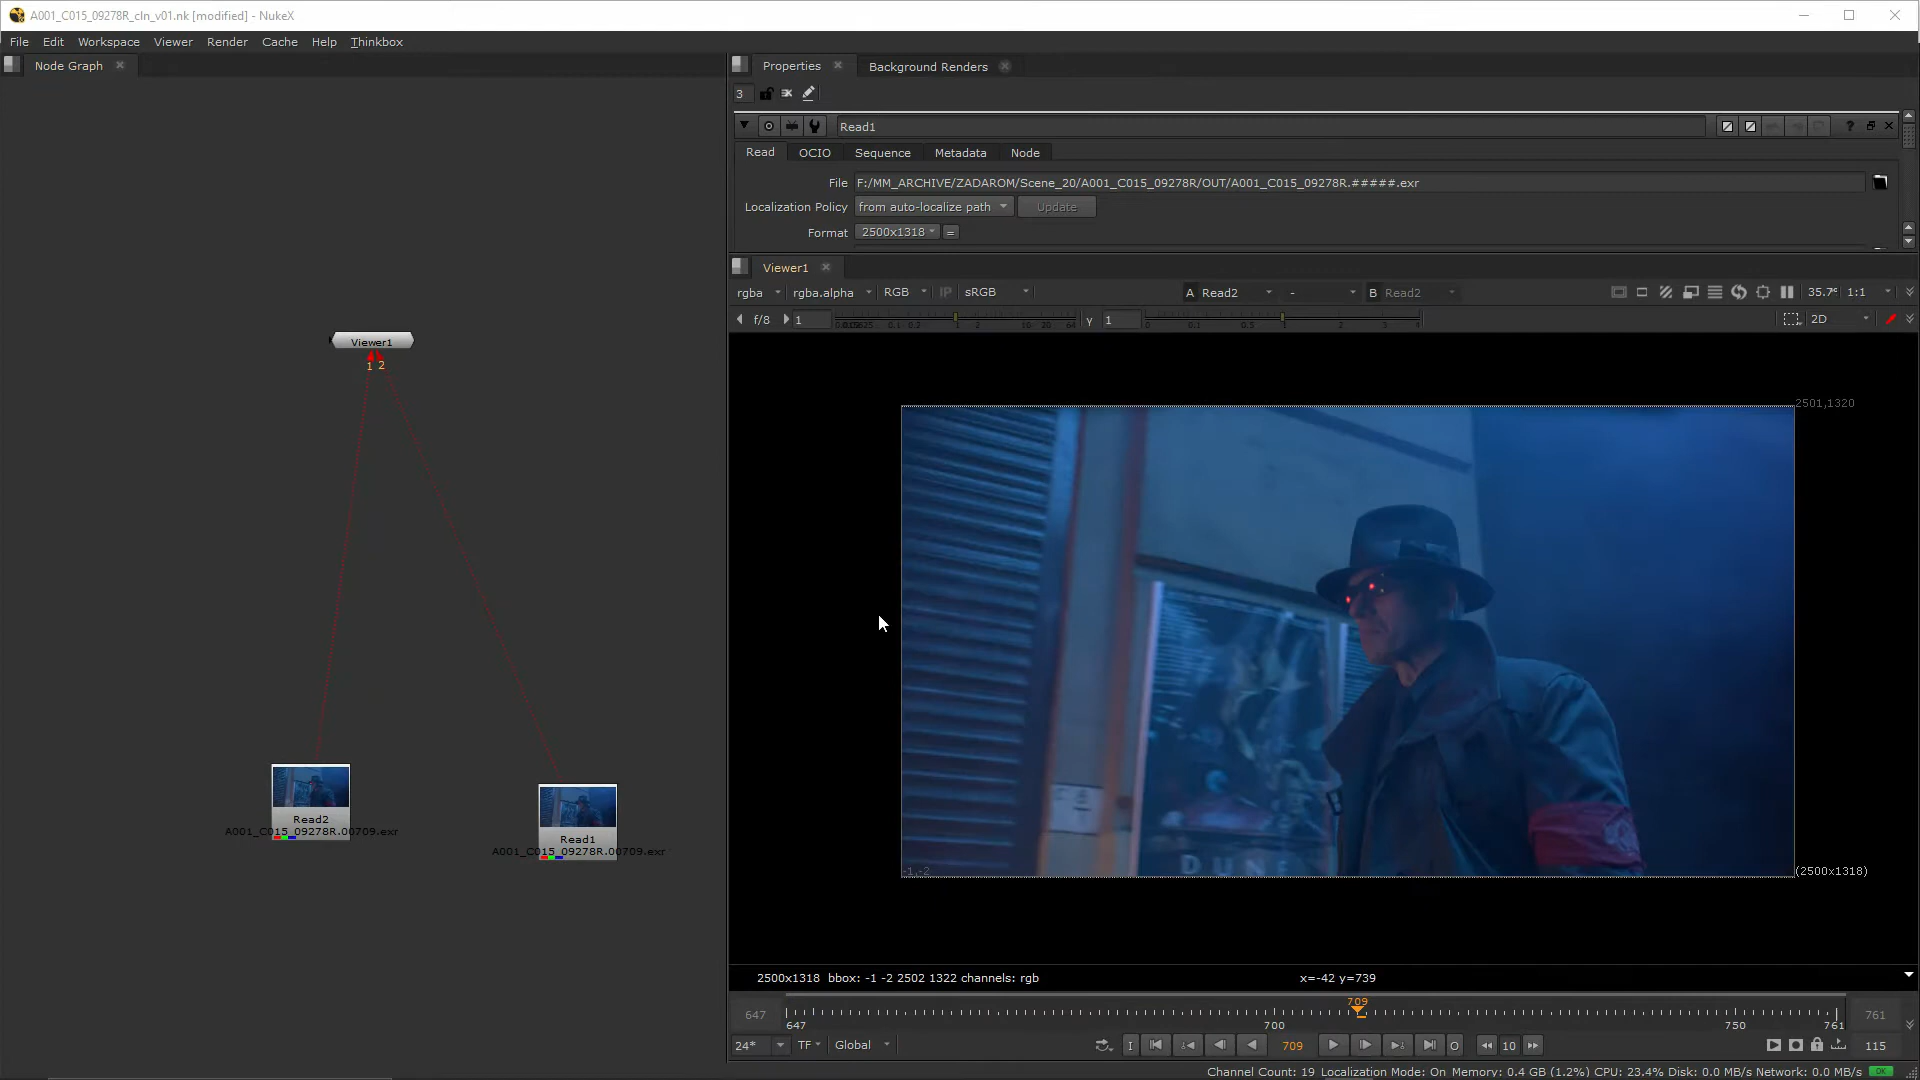 A001_C015_09278R_cln_v01.nk [modified] - NukeX
File Edit Workspace Viewer Render Cache Help Thinkbox
Node Graph
Properties Background Renders
3
Read1
Read OCIO Sequence Metadata Node
File F:/MM_ARCHIVE/ZADAROM/Scene_20/A001_C015_09278R/OUT/A001_C015_09278R.#####.exr
Localization Policy from auto-localize path Update
Format 2500x1318 =
Viewer1
rgba rgba.alpha RGB IP sRGB A Read2 - B Read2 35.7% 1:1
f/8 1 γ 1 2D
2501,1320
Viewer1
1 2
DUNE
-1,-2
(2500x1318)
Read2
A001_C015_09278R.00709.exr
Read1
A001_C015_09278R.00709.exr
2500x1318 bbox: -1 -2 2502 1322 channels: rgb x=-42 y=739
709
647 761
647 700 750 761
24* TF Global I 709 O 10 115
Channel Count: 19 Localization Mode: On Memory: 0.4 GB (1.2%) CPU: 23.4% Disk: 0.0 MB/s Network: 0.0 MB/s OK